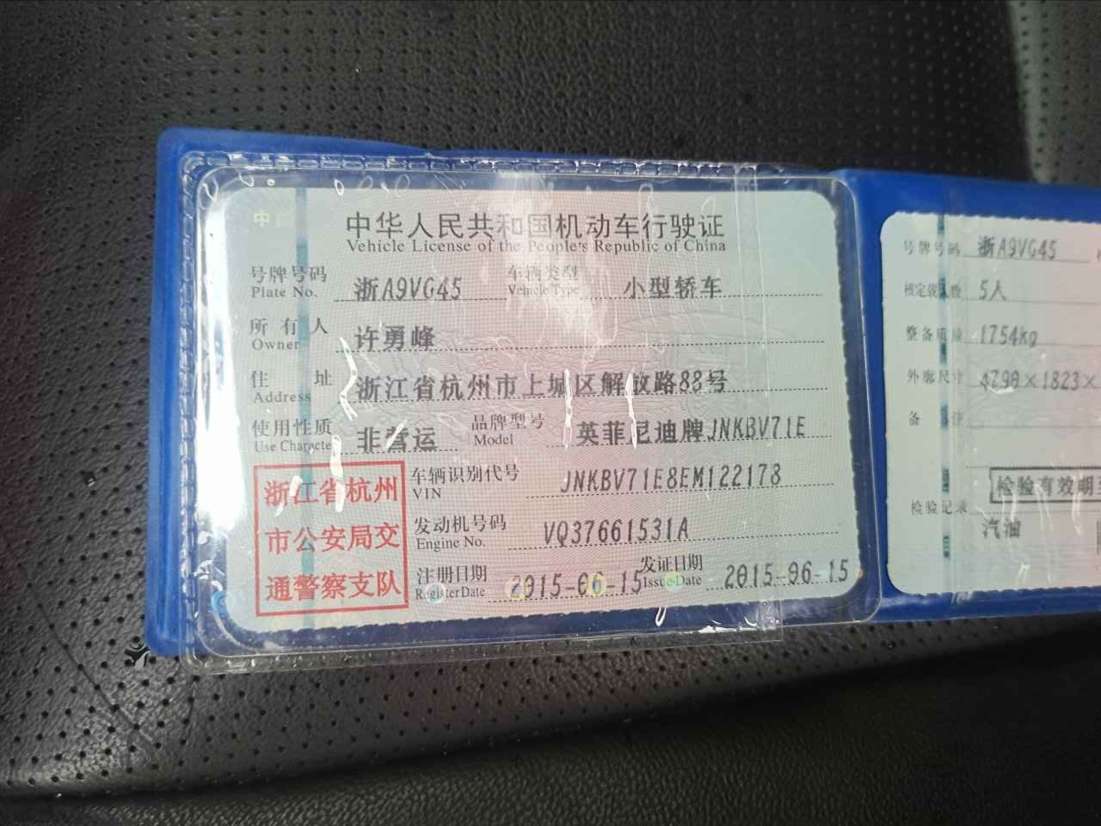 中华人民共和国机动车行驶证
Vehicle License of the People's Republic of China
号牌号码 浙A9VG45 车辆类型 小型轿车
Plate No. Vehicle Type
所有人 许勇峰
Owner
住址 浙江省杭州市上城区解放路88号
Address
使用性质 非营运 品牌型号 英菲尼迪牌JNKBV71E
Use Character Model
浙江省杭州
市公安局交
通警察支队
车辆识别代号 JNKBV71E8EM122178
VIN
发动机号码 VQ37661531A
Engine No.
注册日期 2015-06-15 发证日期 2015-06-15
Register Date Issue Date
号牌号码 浙A9VG45
核定载人数 5人
整备质量 1754kg
外廓尺寸 4790×1823×
备注
检验有效期至
检验记录
汽油